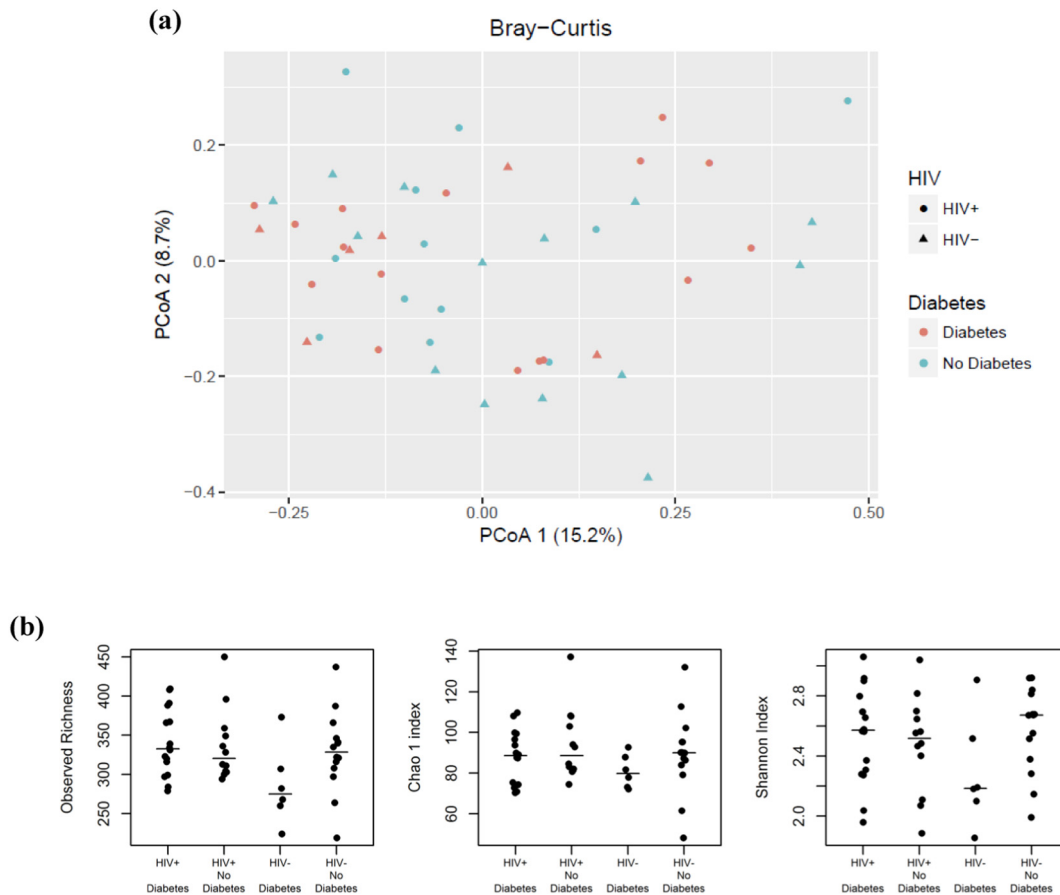 (a)
Bray−Curtis
PCoA 2 (8.7%)
0.2
0.0
−0.2
−0.4
−0.25
0.00
0.25
0.50
PCoA 1 (15.2%)
HIV
HIV+
HIV−
Diabetes
Diabetes
No Diabetes
(b)
Observed Richness
450
400
350
300
250
HIV+
Diabetes
HIV+
No
Diabetes
HIV-
Diabetes
HIV-
No
Diabetes
Chao 1 index
140
120
100
80
60
HIV+
Diabetes
HIV+
No
Diabetes
HIV-
Diabetes
HIV-
No
Diabetes
Shannon Index
2.8
2.4
2.0
HIV+
Diabetes
HIV+
No
Diabetes
HIV-
Diabetes
HIV-
No
Diabetes